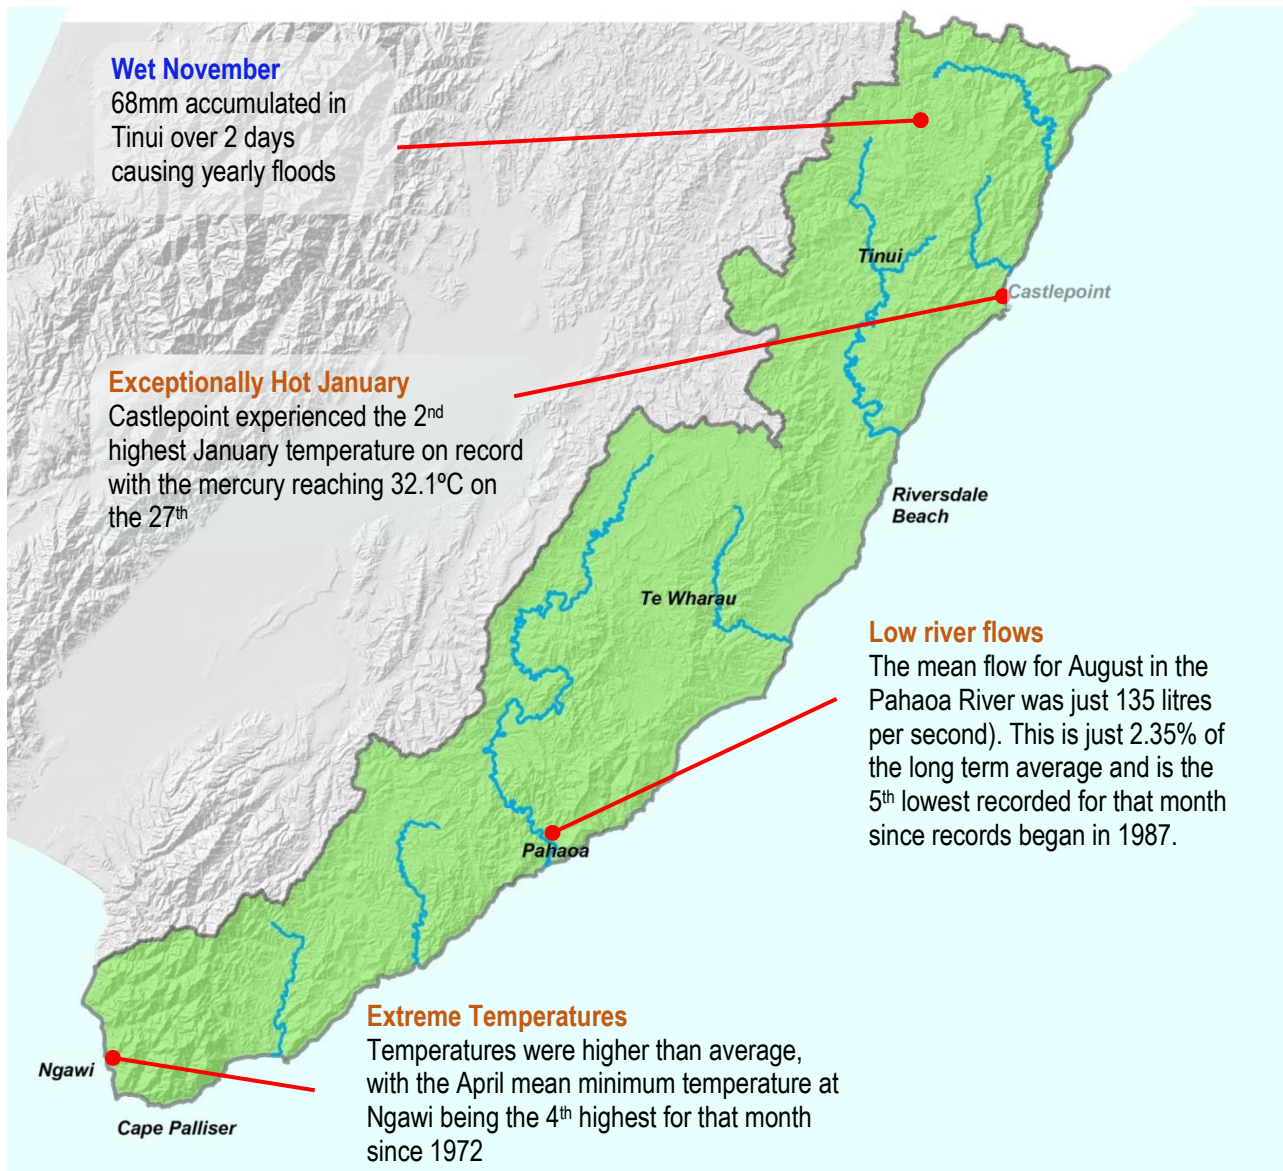 Wet November
68mm accumulated in
Tinui over 2 days
causing yearly floods
Tinui
Castlepoint
Exceptionally Hot January
Castlepoint experienced the 2nd
highest January temperature on record
with the mercury reaching 32.1ºC on
the 27th
Riversdale
Beach
Te Wharau
Low river flows
The mean flow for August in the
Pahaoa River was just 135 litres
per second). This is just 2.35% of
the long term average and is the
5th lowest recorded for that month
since records began in 1987.
Pahaoa
Extreme Temperatures
Temperatures were higher than average,
with the April mean minimum temperature at
Ngawi being the 4th highest for that month
since 1972
Ngawi
Cape Palliser